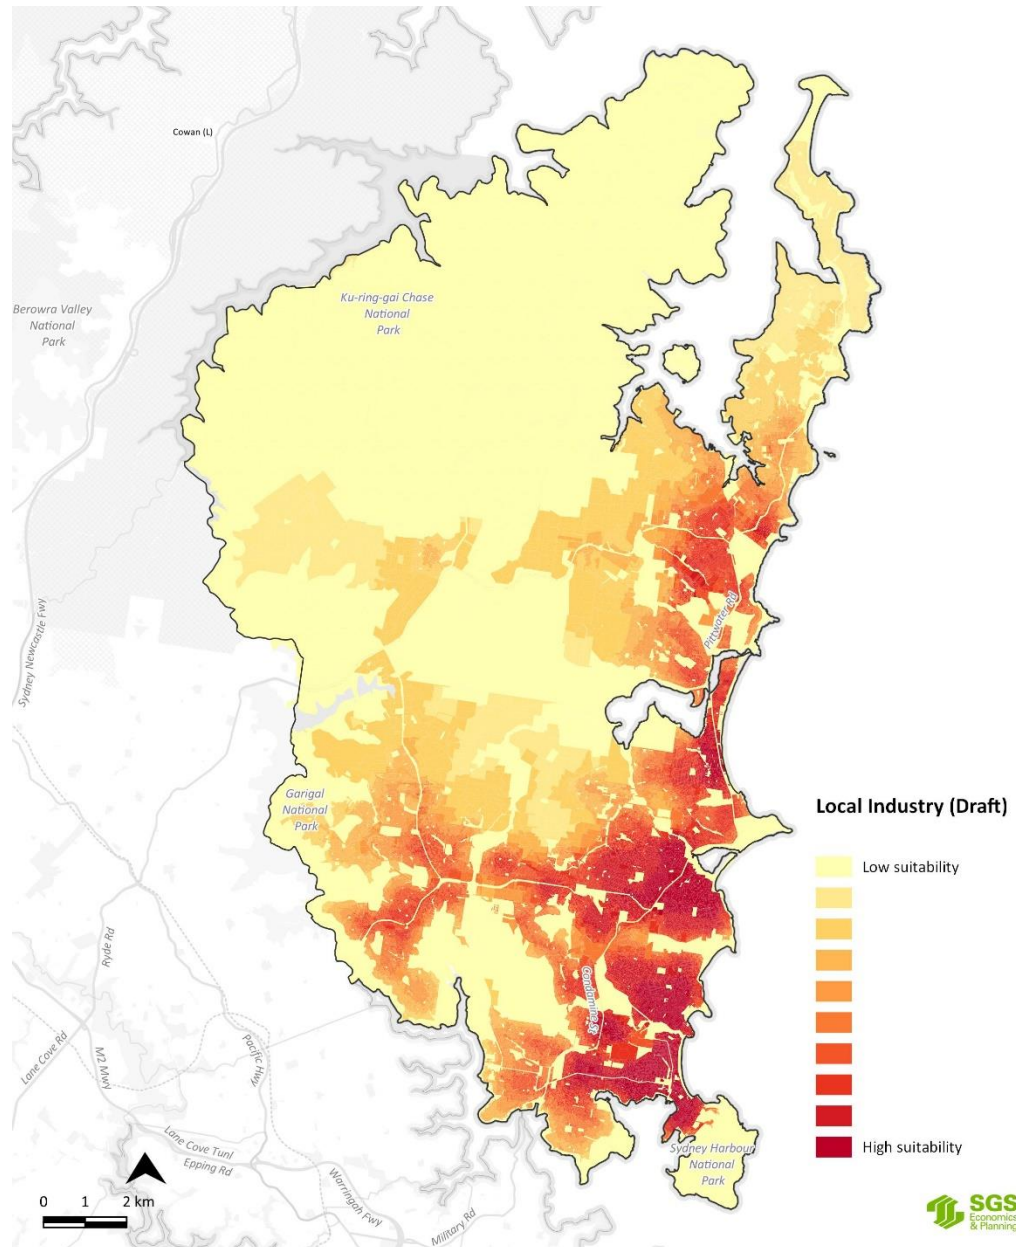 Cowan (L)
Ku-ring-gai Chase
National
Park
Berowra Valley
National
Park
Sydney Newcastle Fwy
Pittwater Rd
Garigal
National
Park
Local Industry (Draft)
Low suitability
High suitability
Ryde Rd
Condamine St
Lane Cove Rd
M2 Mwy
Pacific Hwy
Lane Cove Tunl
Epping Rd
Warringah Fwy
Military Rd
Sydney Harbour
National
Park
0 1 2 km
SGS
Economics
& Planning